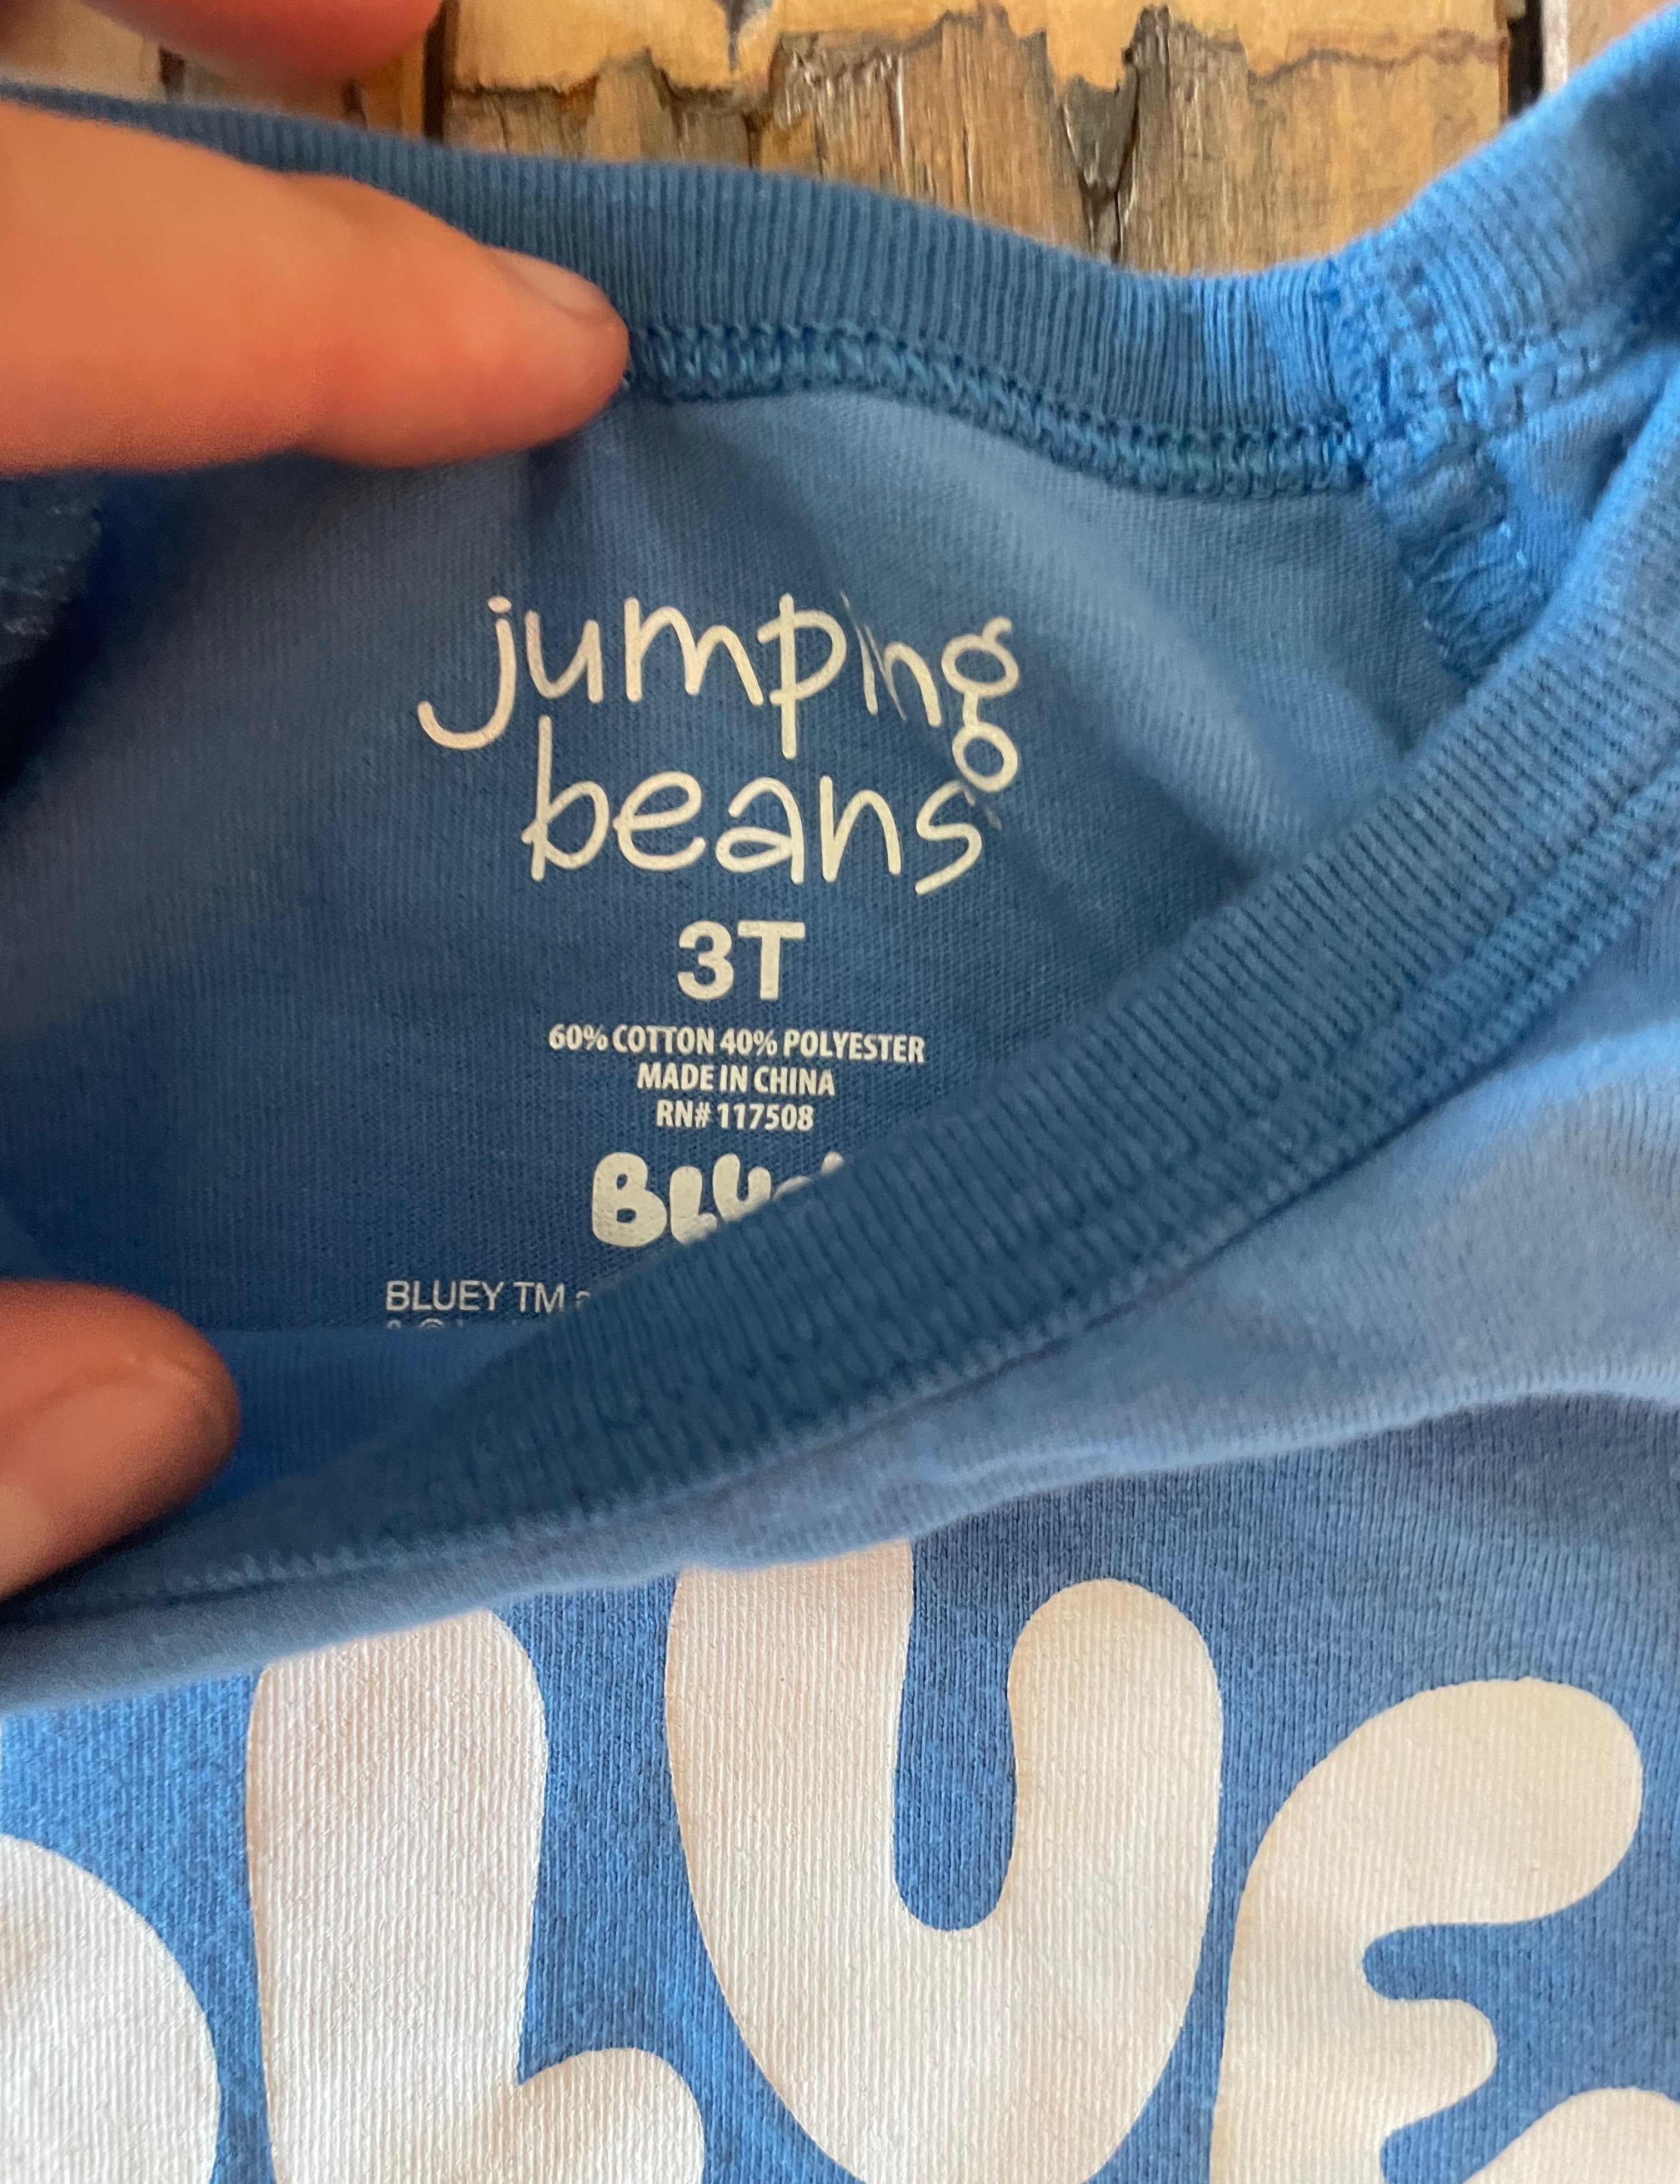 jumping
beans
3T
60% COTTON 40% POLYESTER
MADE IN CHINA
RN# 117508
BLUEY TM